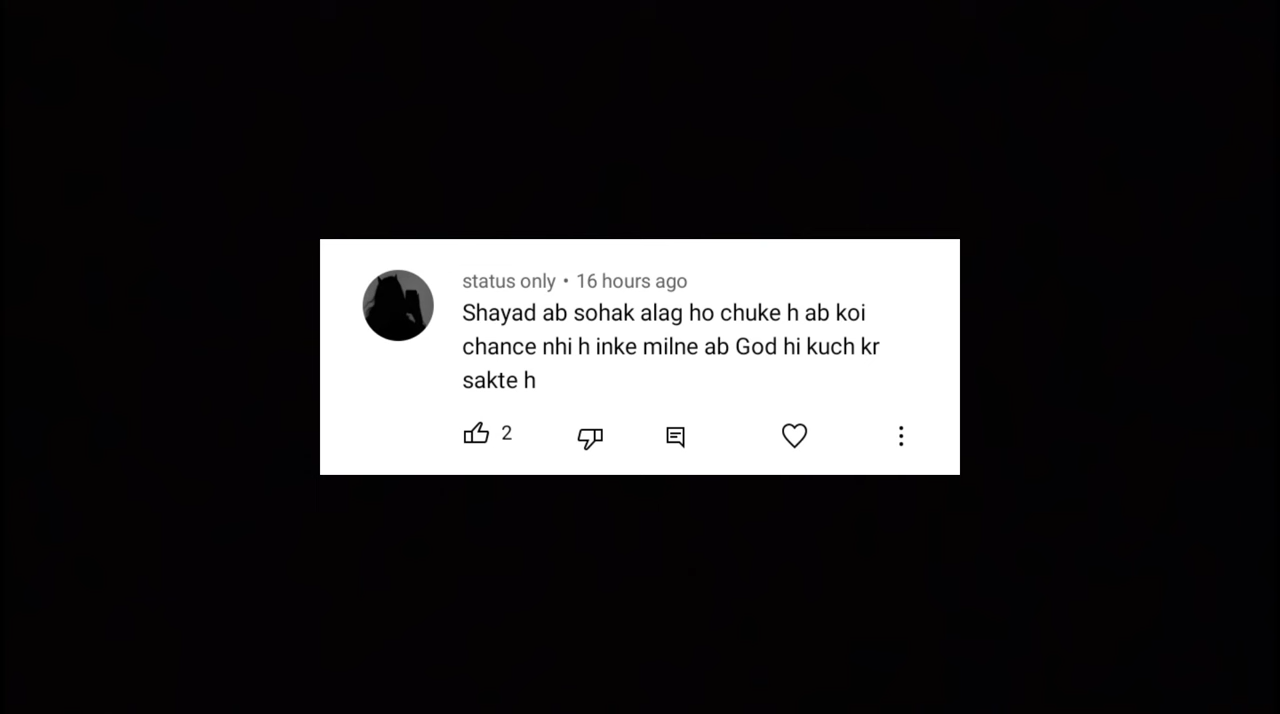 status only • 16 hours ago
Shayad ab sohak alag ho chuke h ab koi
chance nhi h inke milne ab God hi kuch kr
sakte h
2